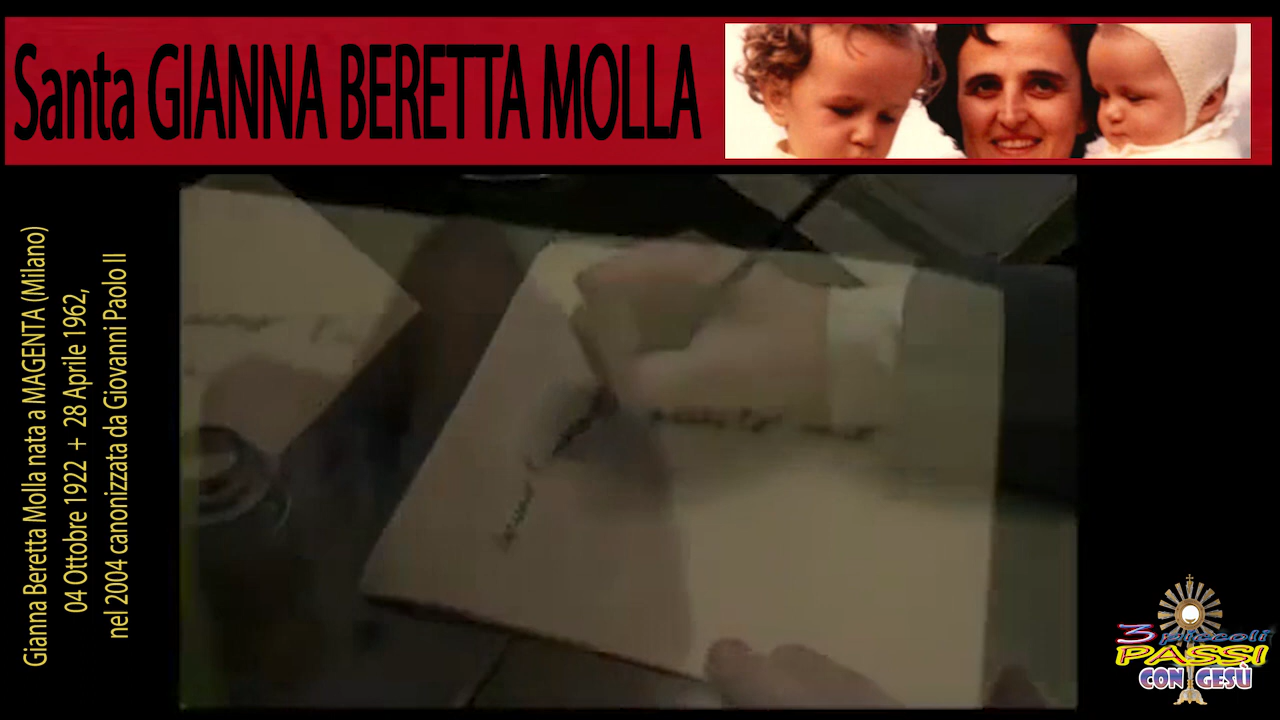 Santa GIANNA BERETTA MOLLA
Gianna Beretta Molla nata a MAGENTA (Milano)
04 Ottobre 1922 + 28 Aprile 1962,
nel 2004 canonizzata da Giovanni Paolo II
3 piccoli
PASSI
CON GESÙ